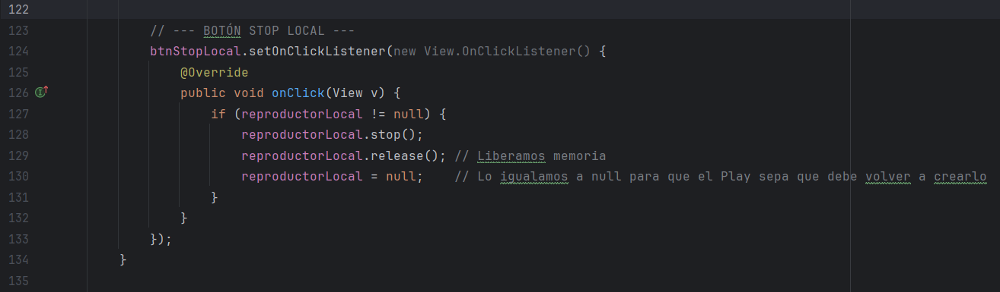 122
123 // --- BOTÓN STOP LOCAL ---
124 btnStopLocal.setOnClickListener(new View.OnClickListener() {
125 @Override
126 public void onClick(View v) {
127 if (reproductorLocal != null) {
128 reproductorLocal.stop();
129 reproductorLocal.release(); // Liberamos memoria
130 reproductorLocal = null;    // Lo igualamos a null para que el Play sepa que debe volver a crearlo
131 }
132 }
133 });
134 }
135